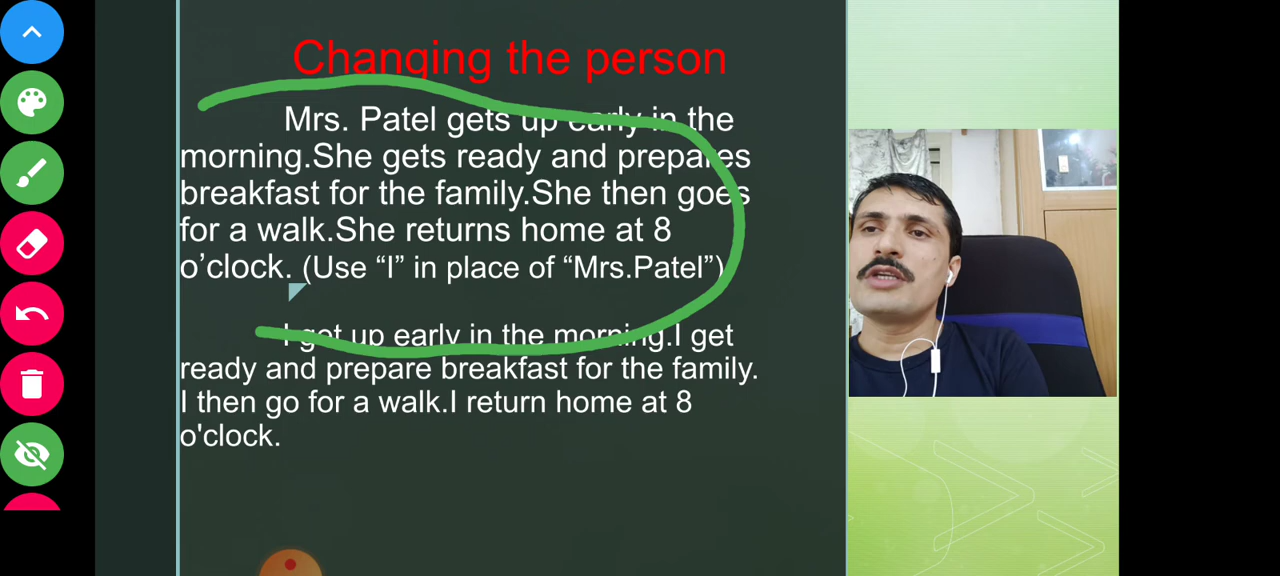 Changing the person
Mrs. Patel gets up early in the
morning.She gets ready and prepares
breakfast for the family.She then goes
for a walk.She returns home at 8
o’clock. (Use “I” in place of “Mrs.Patel”)
I get up early in the morning.I get
ready and prepare breakfast for the family.
I then go for a walk.I return home at 8
o'clock.